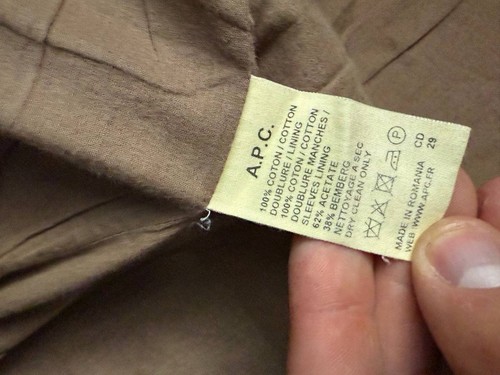 A.P.C.
100% COTON / COTTON
DOUBLURE / LINING
100% COTON / COTTON
DOUBLURE MANCHES /
SLEEVES LINING
62% ACETATE
38% BEMBERG
NETTOYAGE A SEC
DRY CLEAN ONLY
P
MADE IN ROMANIA CD
WEB :WWW.APC.FR 29